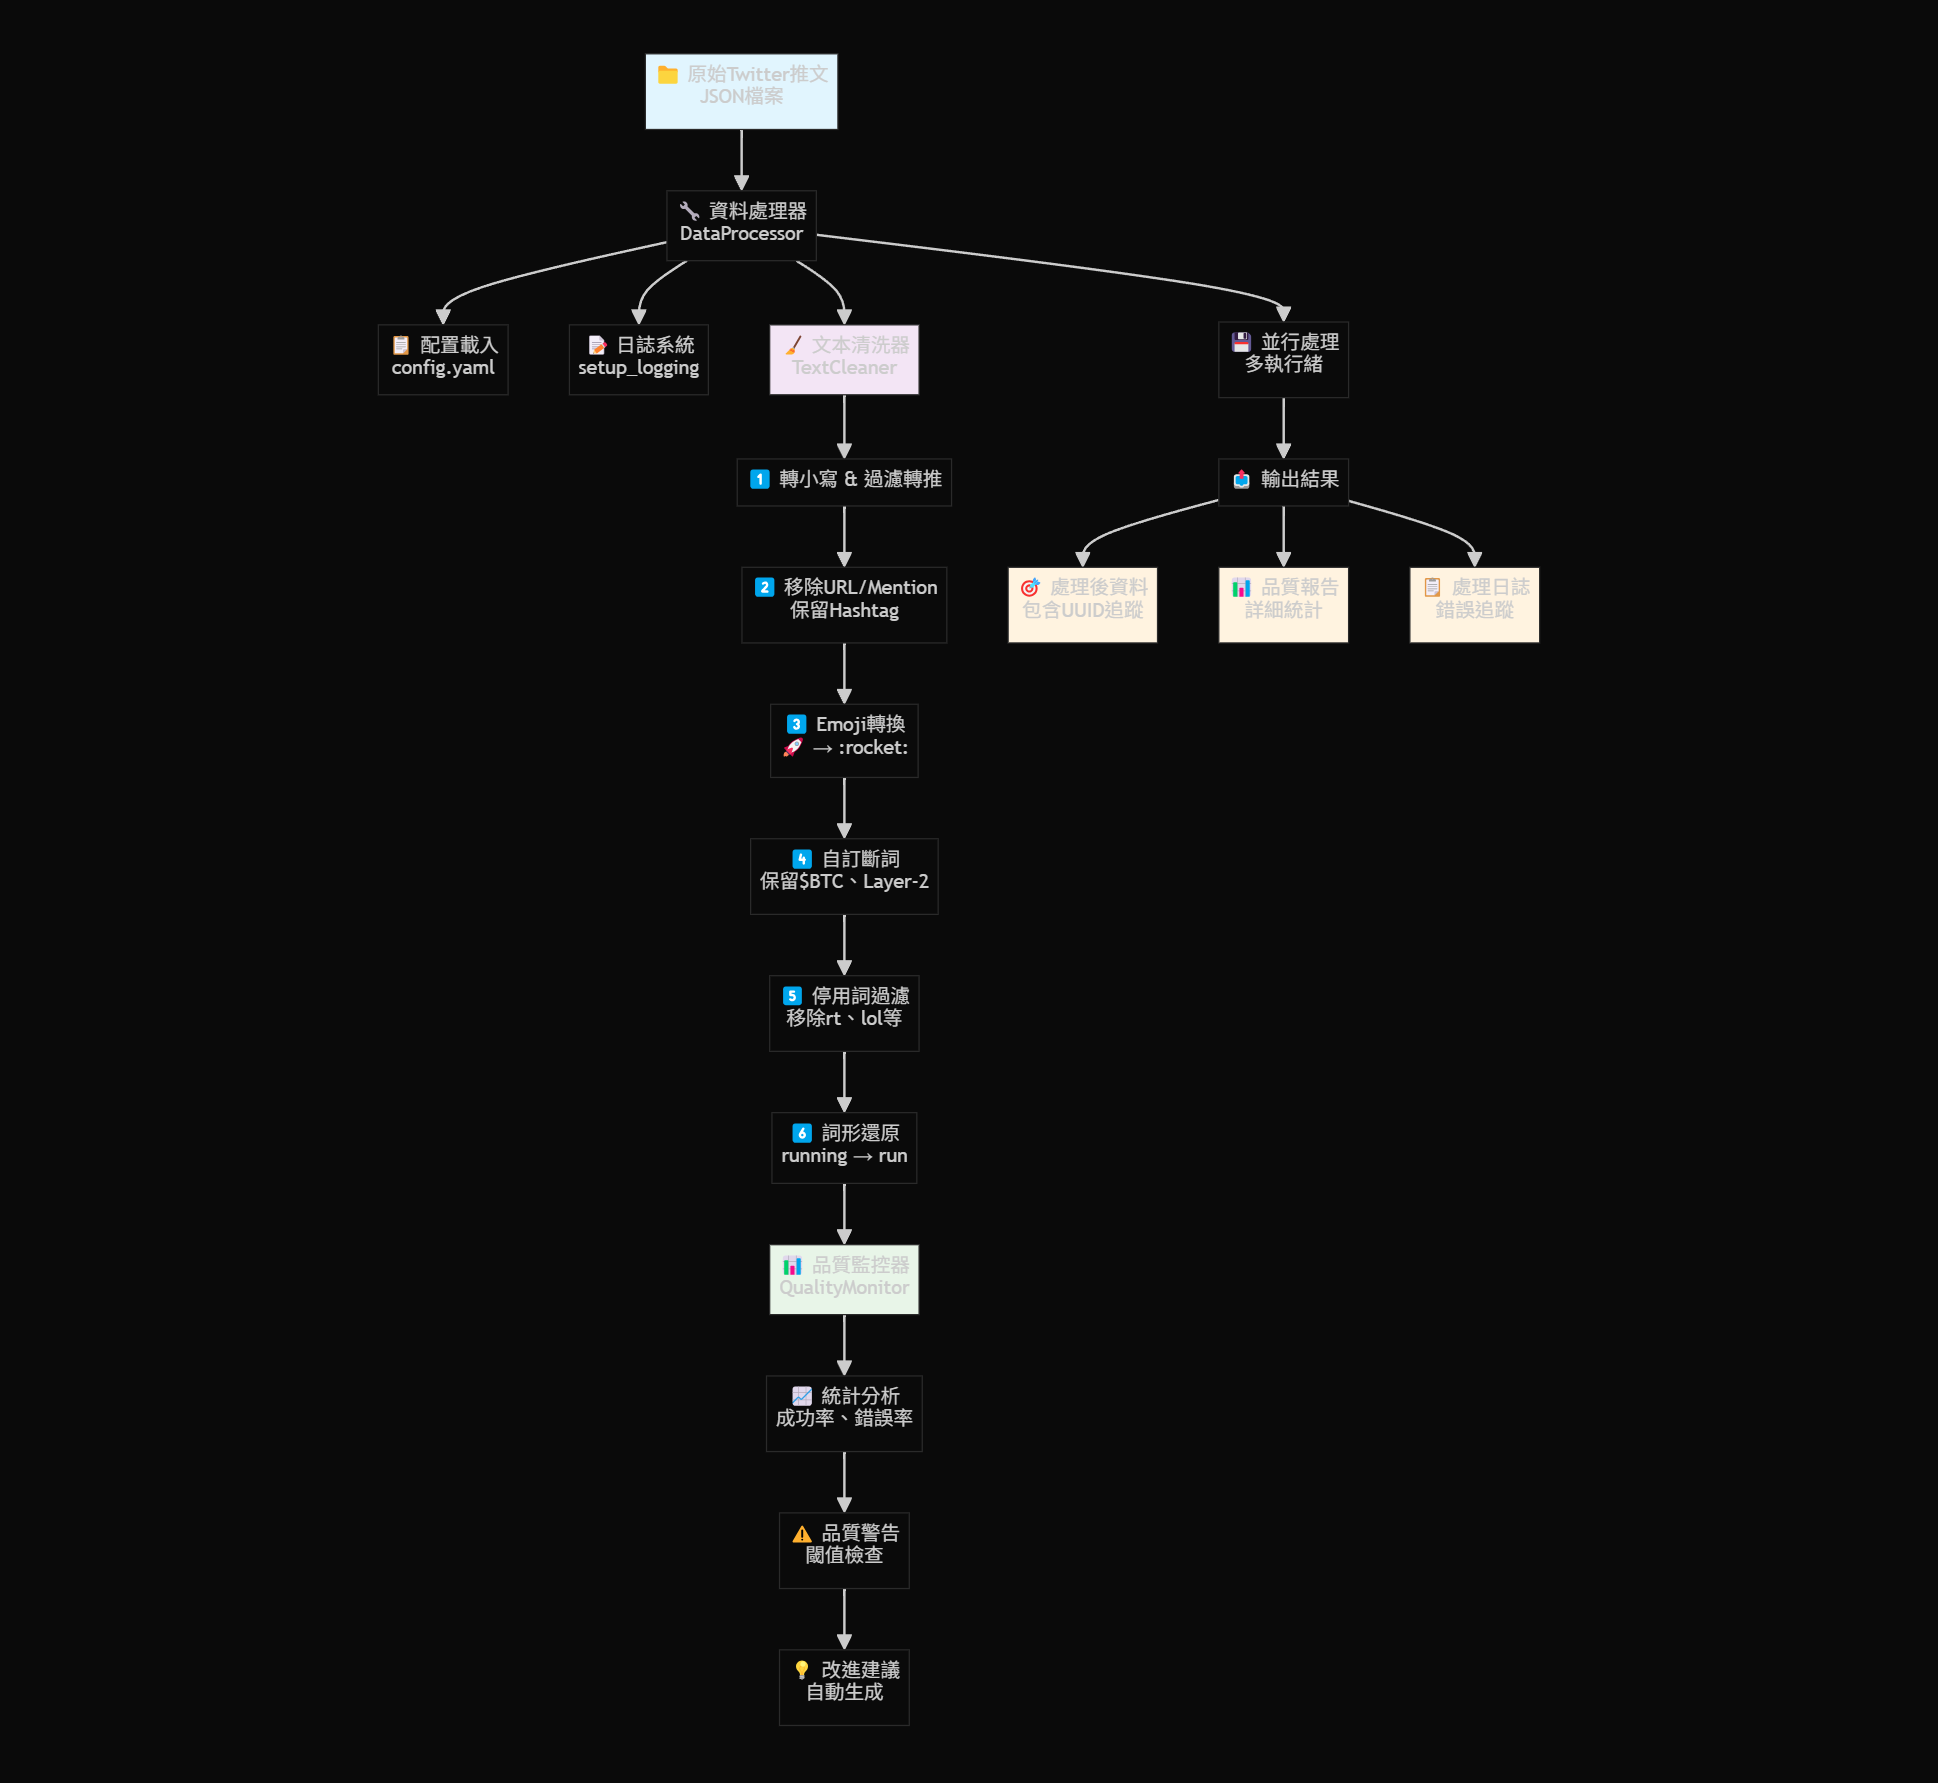 📁 原始Twitter推文
JSON檔案
🔧 資料處理器
DataProcessor
📋 配置載入
config.yaml
📝 日誌系統
setup_logging
🧹 文本清洗器
TextCleaner
💾 並行處理
多執行緒
1️⃣ 轉小寫 & 過濾轉推
📤 輸出結果
2️⃣ 移除URL/Mention
保留Hashtag
🎯 處理後資料
包含UUID追蹤
📊 品質報告
詳細統計
📋 處理日誌
錯誤追蹤
3️⃣ Emoji轉換
🚀 → :rocket:
4️⃣ 自訂斷詞
保留$BTC、Layer-2
5️⃣ 停用詞過濾
移除rt、lol等
6️⃣ 詞形還原
running → run
📊 品質監控器
QualityMonitor
📈 統計分析
成功率、錯誤率
⚠️ 品質警告
閾值檢查
💡 改進建議
自動生成